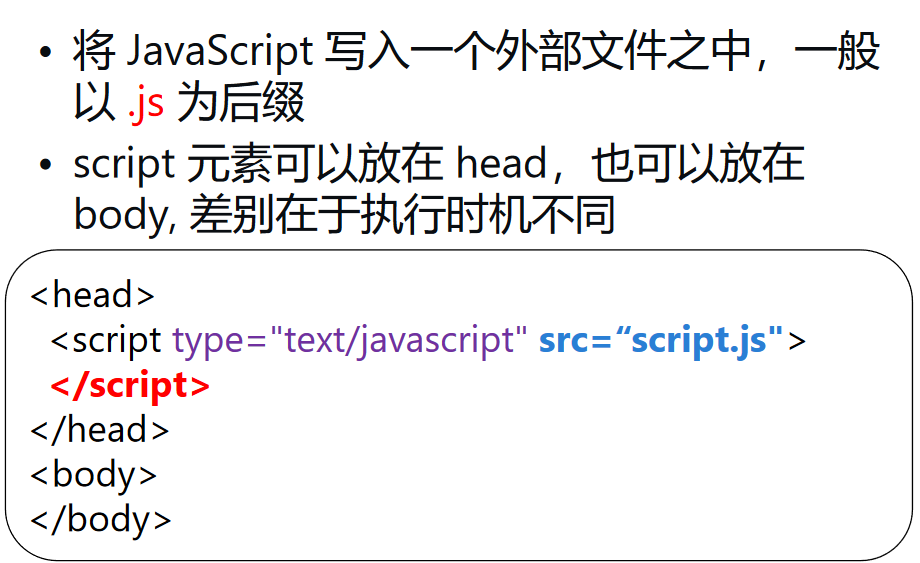 • 将 JavaScript 写入一个外部文件之中，一般
以 .js 为后缀
• script 元素可以放在 head，也可以放在
body, 差别在于执行时机不同
<head>
<script type="text/javascript" src=“script.js">
</script>
</head>
<body>
</body>